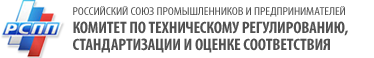 РСПП
РОССИЙСКИЙ СОЮЗ ПРОМЫШЛЕННИКОВ И ПРЕДПРИНИМАТЕЛЕЙ
КОМИТЕТ ПО ТЕХНИЧЕСКОМУ РЕГУЛИРОВАНИЮ,
СТАНДАРТИЗАЦИИ И ОЦЕНКЕ СООТВЕТСТВИЯ